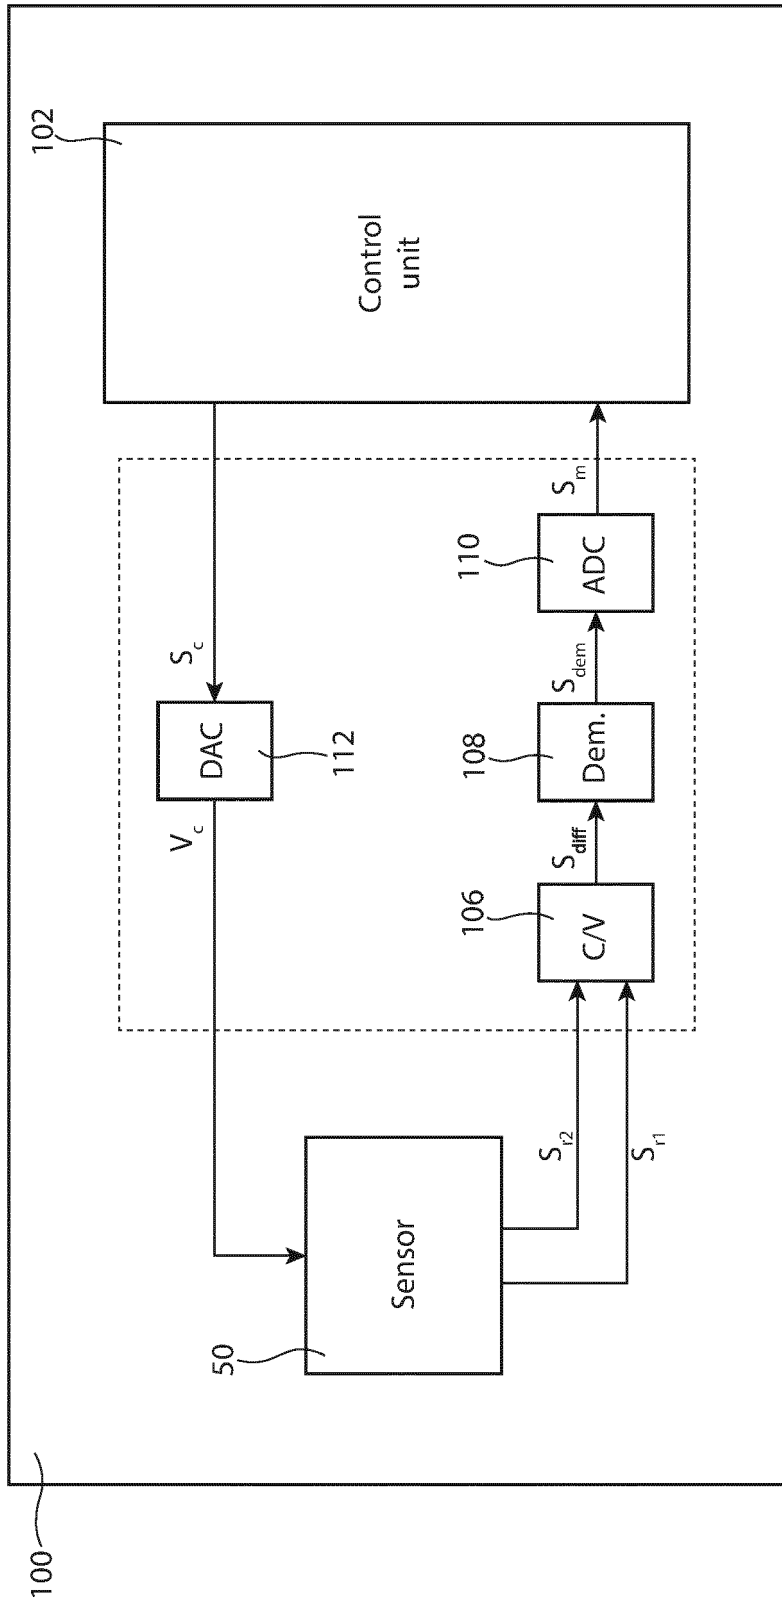 100
50
Sensor
V_c
DAC
112
S_c
102
Control
unit
S_r2
S_r1
106
C/V
S_diff
108
Dem.
S_dem
110
ADC
S_m